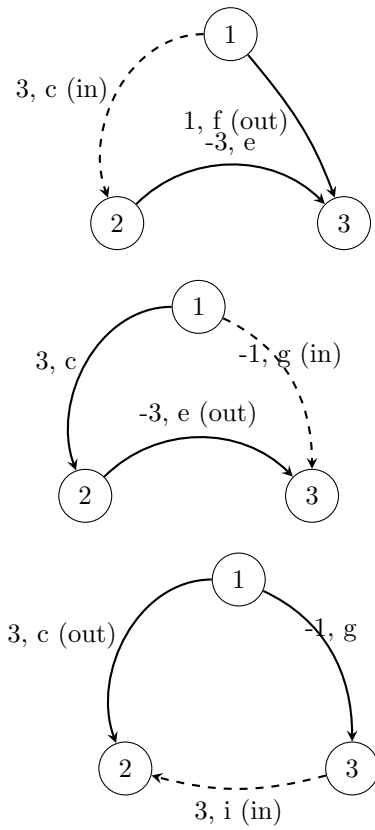 1
3, c (in)
1, f (out)
-3, e
2
3
1
3, c
-1, g (in)
-3, e (out)
2
3
1
3, c (out)
-1, g
2
3
3, i (in)